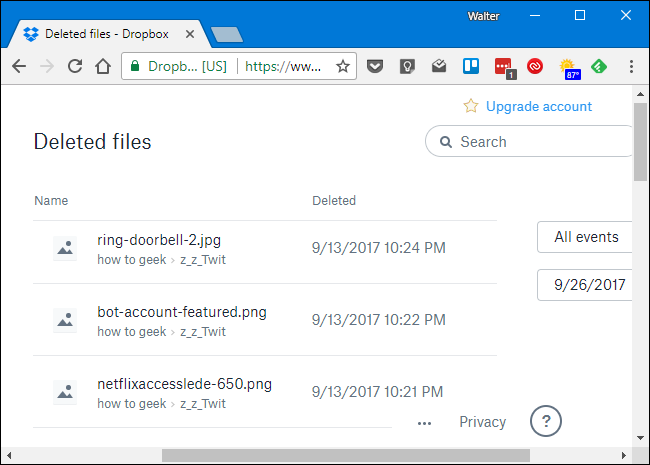 Walter
Deleted files - Dropbox
Dropb... [US] https://ww...
1
87°
Upgrade account
Deleted files
Search
Name Deleted
ring-doorbell-2.jpg 9/13/2017 10:24 PM
how to geek › z_z_Twit
All events
9/26/2017
bot-account-featured.png 9/13/2017 10:22 PM
how to geek › z_z_Twit
netflixaccesslede-650.png 9/13/2017 10:21 PM
how to geek › z_z_Twit
... Privacy ?